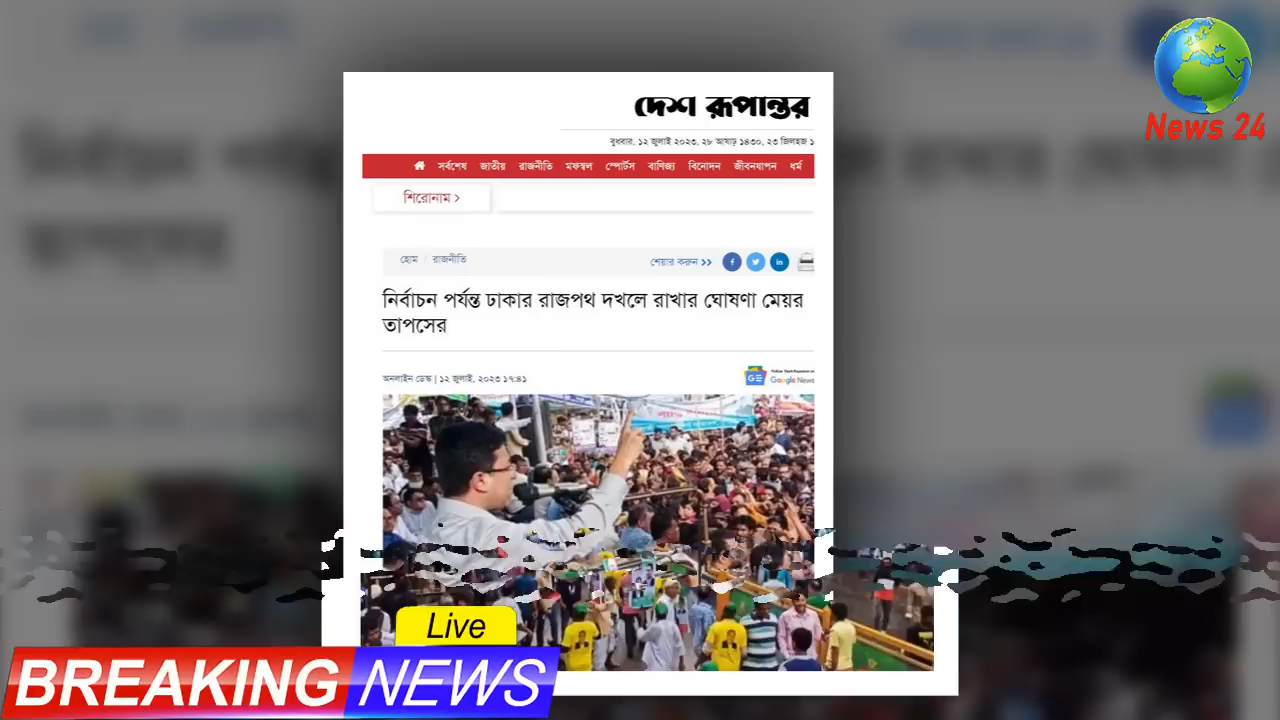 News 24
দেশ রূপান্তর
বুধবার, ১২ জুলাই ২০২৩, ২৮ আষাঢ় ১৪৩০, ২৩ জিলহজ ১
সর্বশেষ জাতীয় রাজনীতি মফস্বল স্পোর্টস বাণিজ্য বিনোদন জীবনযাপন ধর্ম
শিরোনাম >
হোম / রাজনীতি
শেয়ার করুন >>
নির্বাচন পর্যন্ত ঢাকার রাজপথ দখলে রাখার ঘোষণা মেয়র
তাপসের
অনলাইন ডেস্ক | ১২ জুলাই, ২০২৩ ১৭:৪১
GE
Google News
Live
BREAKING NEWS